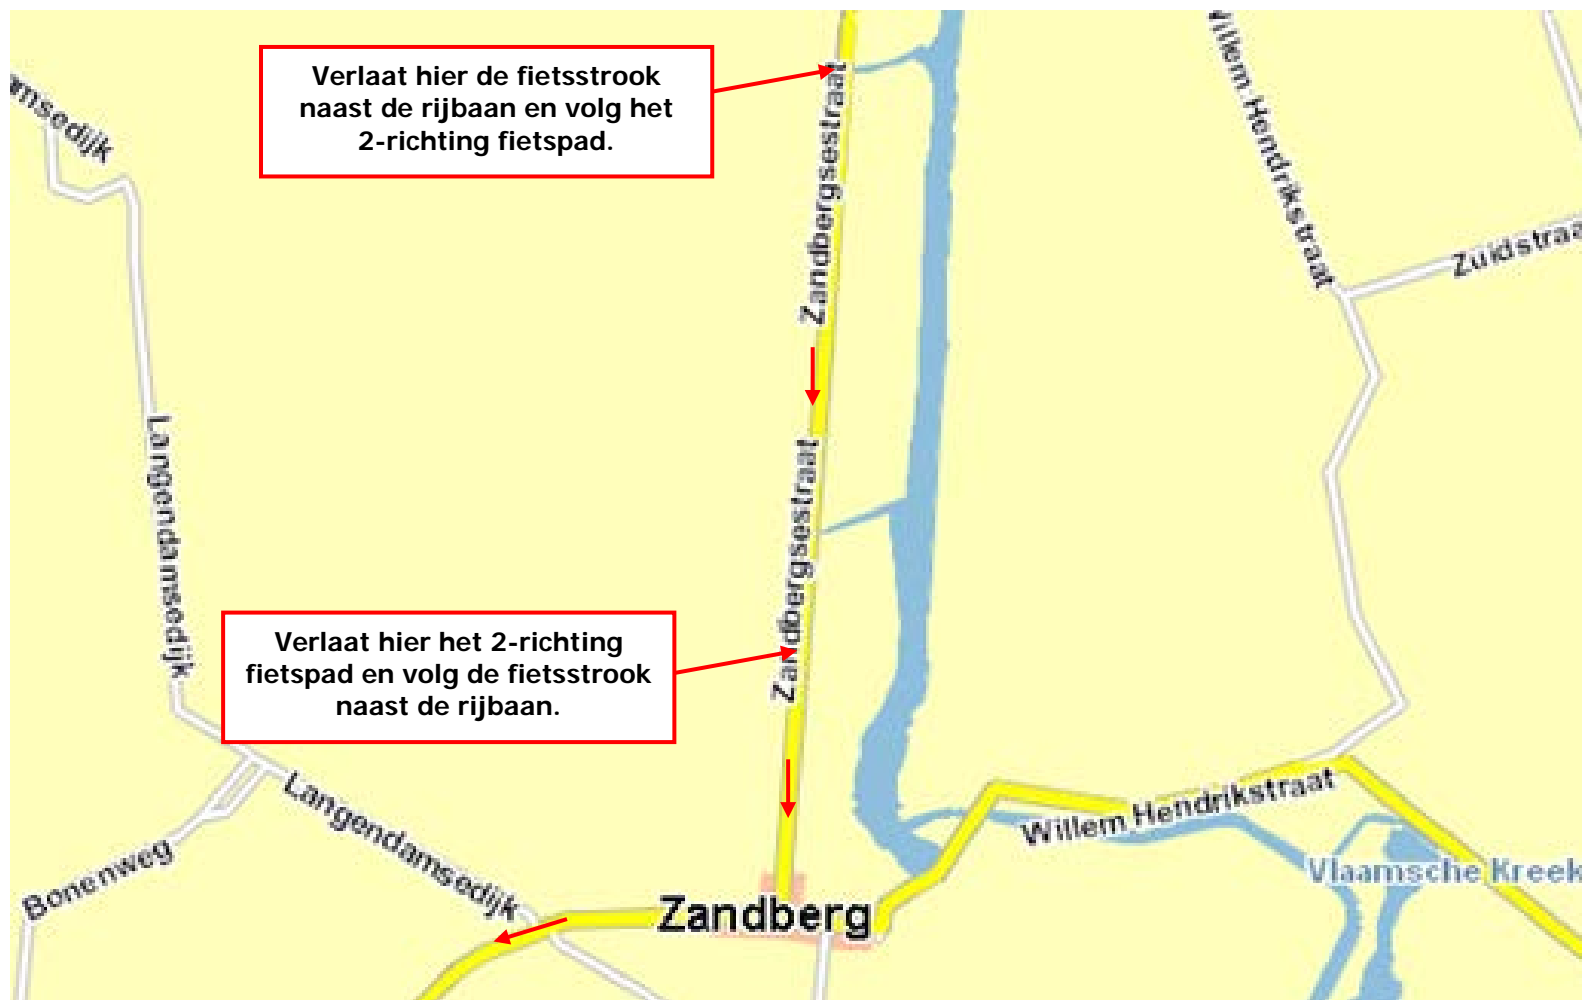 Verlaat hier de fietsstrook
naast de rijbaan en volg het
2-richting fietspad.
Zandbergsestraat
Willem Hendrikstraat
Zuidstraa
amsedijk
Langendamsedijk
Zandbergsestraat
Zandbergsestraat
Verlaat hier het 2-richting
fietspad en volg de fietsstrook
naast de rijbaan.
Langendamsedijk
Bonenweg
Willem Hendrikstraat
Vlaamsche Kreek
Zandberg